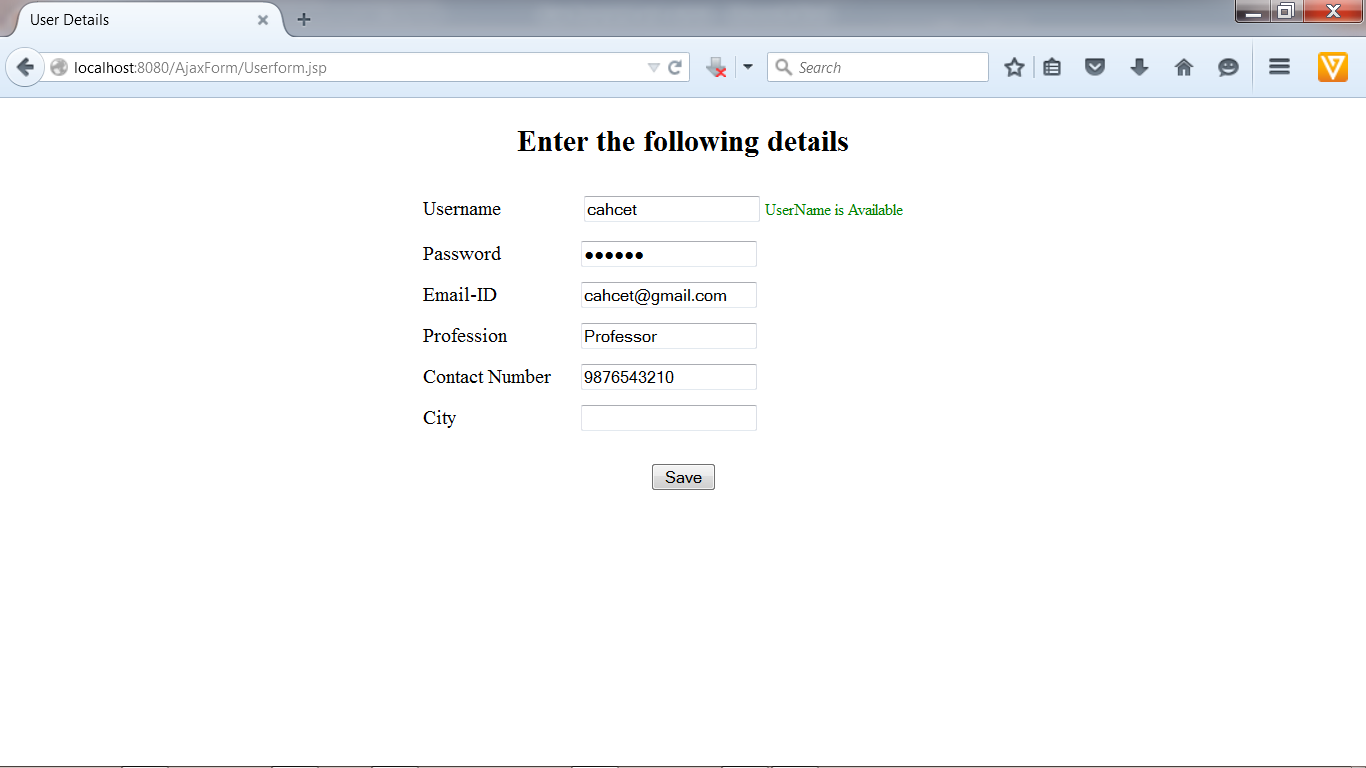 User Details
localhost:8080/AjaxForm/Userform.jsp
Search
Enter the following details
Username cahcet UserName is Available
Password ●●●●●●
Email-ID cahcet@gmail.com
Profession Professor
Contact Number 9876543210
City
Save